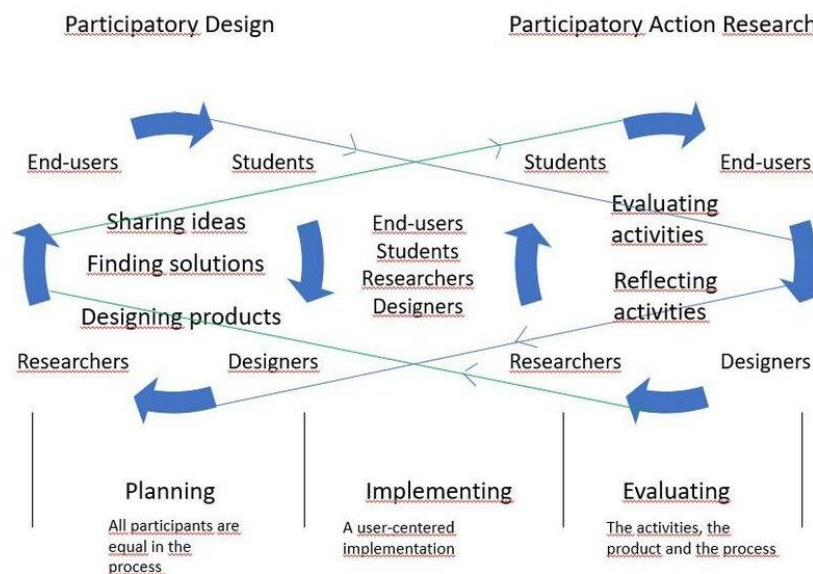 Participatory Design
Participatory Action Research
End-users
Students
Students
End-users
Sharing ideas
Finding solutions
Designing products
End-users
Students
Researchers
Designers
Evaluating
activities
Reflecting
activities
Researchers
Designers
Researchers
Designers
Planning
Implementing
Evaluating
All participants are
equal in the
process
A user-centered
implementation
The activities, the
product and the process